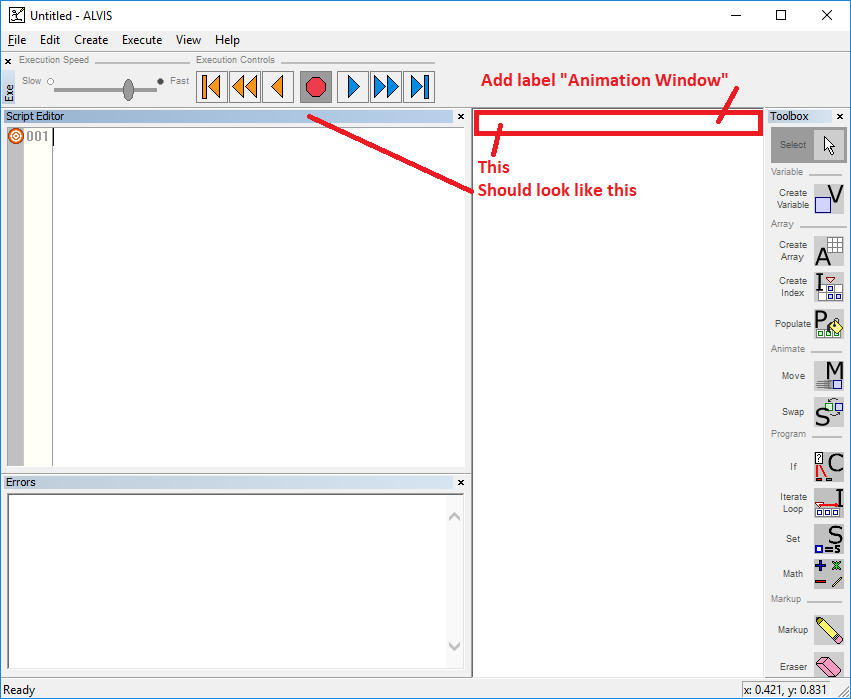 Untitled - ALVIS
File Edit Create Execute View Help
Execution Speed
Execution Controls
Exe
Slow
Fast
Add label "Animation Window"
Script Editor
Toolbox
001
This
Should look like this
Select
Variable
Create
Variable
V
Array
Create
Array
A
Create
Index
I
Populate
P
Animate
Move
M
Swap
S
Program
If
?
C
Iterate
Loop
I
Set
S
=5
Math
Markup
Markup
Eraser
Errors
Ready
x: 0.421, y: 0.831